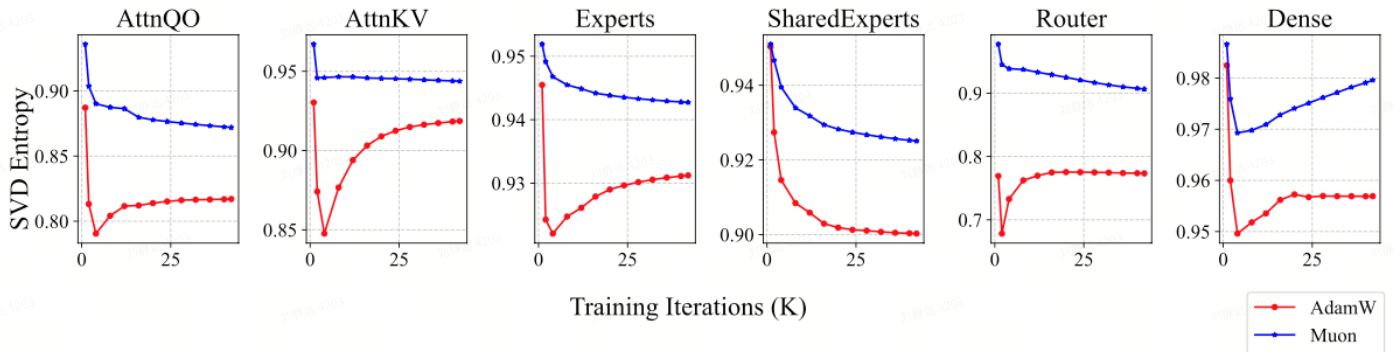 AttnQO
AttnKV
Experts
SharedExperts
Router
Dense
SVD Entropy
0.90
0.85
0.80
0 25
0.95
0.90
0.85
0 25
0.95
0.94
0.93
0 25
0.94
0.92
0.90
0 25
0.9
0.8
0.7
0 25
0.98
0.97
0.96
0.95
0 25
Training Iterations (K)
AdamW
Muon